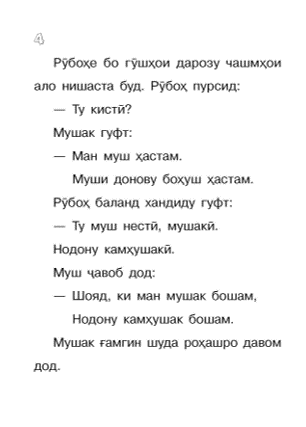 4
Рӯбоҳе бо гӯшҳои дарозу чашмҳои
ало нишаста буд. Рӯбоҳ пурсид:
— Ту кистӣ?
Мушак гуфт:
— Ман муш ҳастам.
Муши донову боҳуш ҳастам.
Рӯбоҳ баланд хандиду гуфт:
— Ту муш нестӣ, мушакӣ.
Нодону камҳушакӣ.
Муш ҷавоб дод:
— Шояд, ки ман мушак бошам,
Нодону камҳушак бошам.
Мушак ғамгин шуда роҳашро давом
дод.